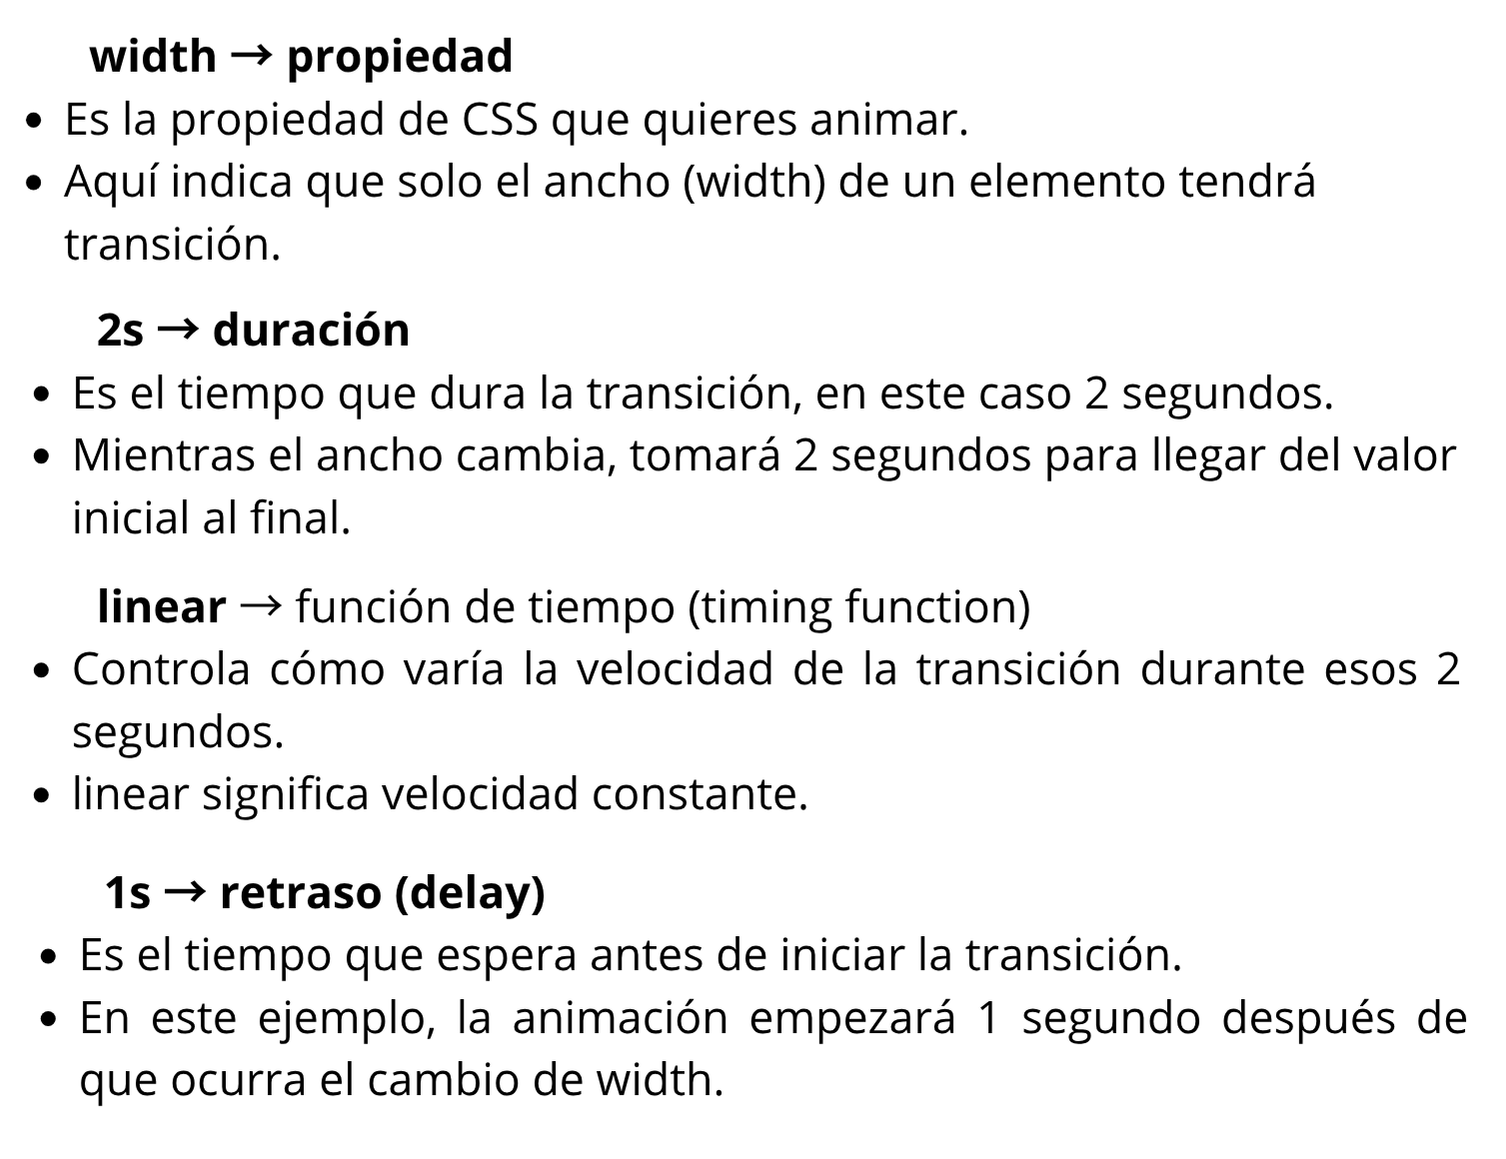 width → propiedad
• Es la propiedad de CSS que quieres animar.
• Aquí indica que solo el ancho (width) de un elemento tendrá
transición.
2s → duración
• Es el tiempo que dura la transición, en este caso 2 segundos.
• Mientras el ancho cambia, tomará 2 segundos para llegar del valor
inicial al final.
linear → función de tiempo (timing function)
• Controla cómo varía la velocidad de la transición durante esos 2
segundos.
• linear significa velocidad constante.
1s → retraso (delay)
• Es el tiempo que espera antes de iniciar la transición.
• En este ejemplo, la animación empezará 1 segundo después de
que ocurra el cambio de width.